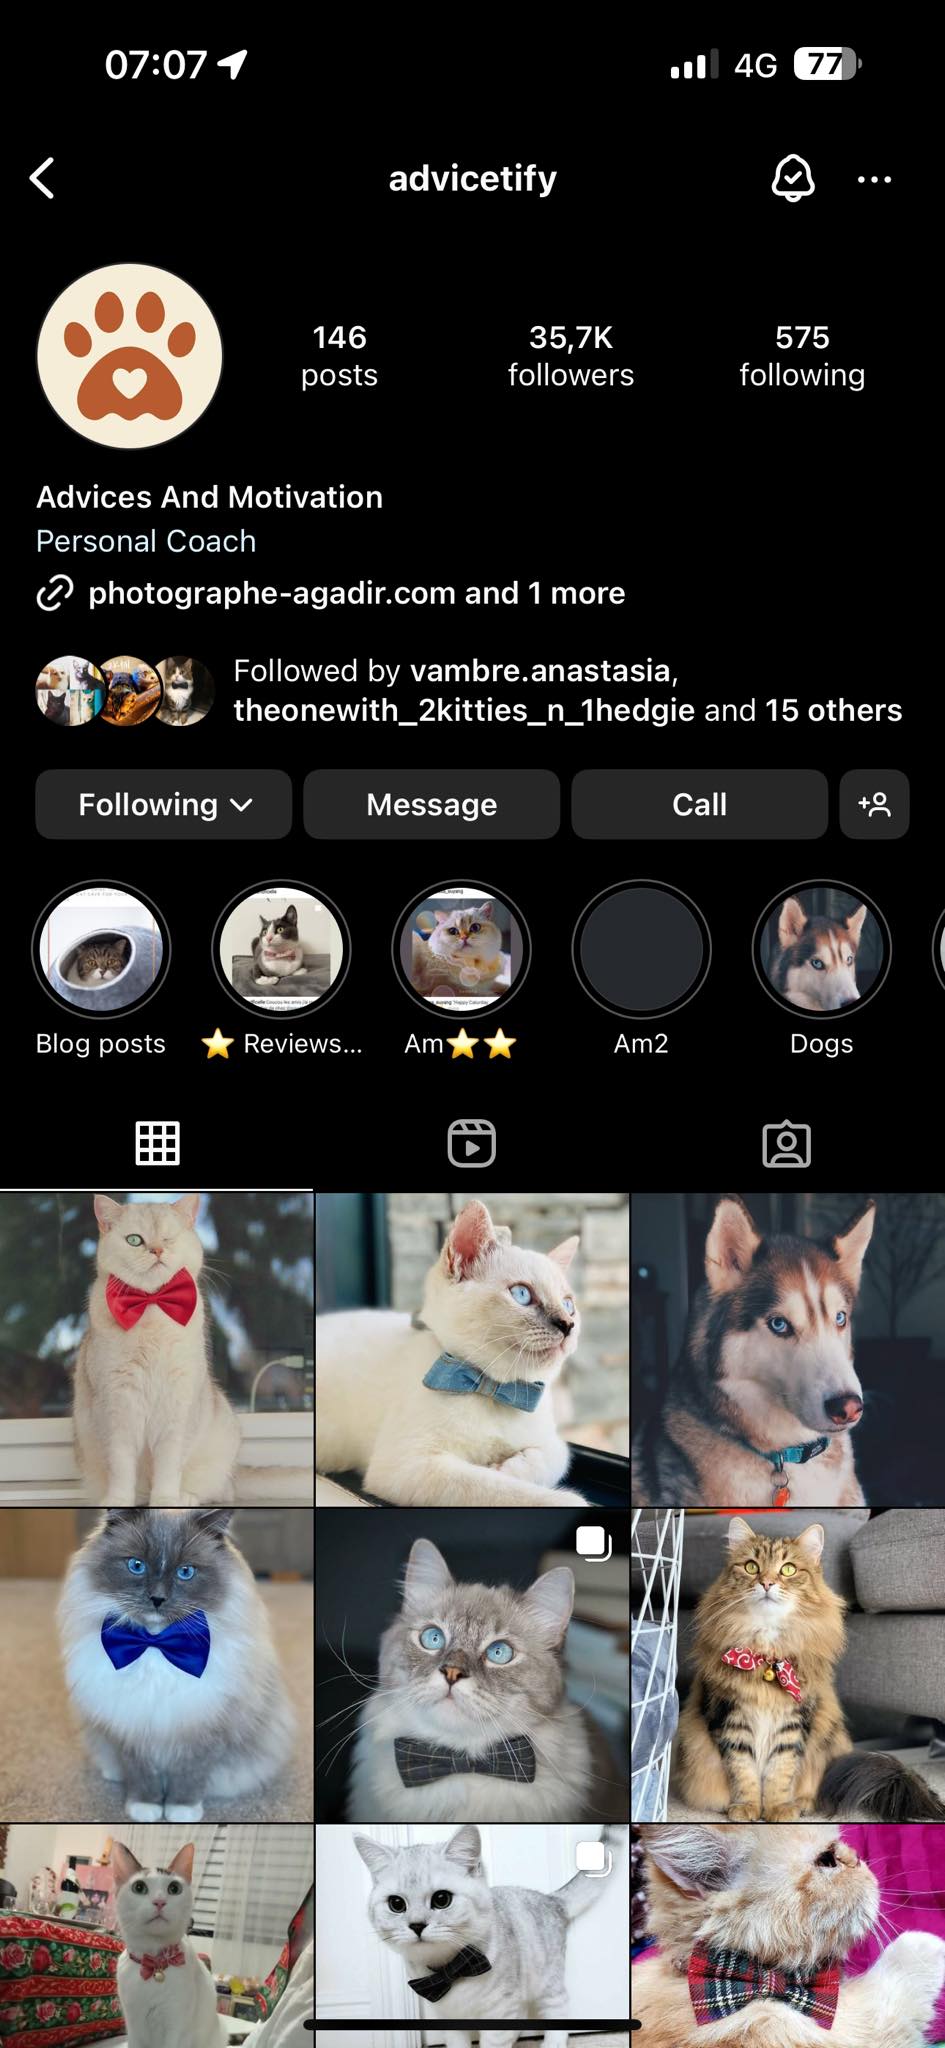 07:07
4G
77
advicetify
146
posts
35,7K
followers
575
following
Advices And Motivation
Personal Coach
photographe-agadir.com and 1 more
Followed by vambre.anastasia,
theonewith_2kitties_n_1hedgie and 15 others
Following
Message
Call
Blog posts
⭐ Reviews...
Am⭐⭐
Am2
Dogs